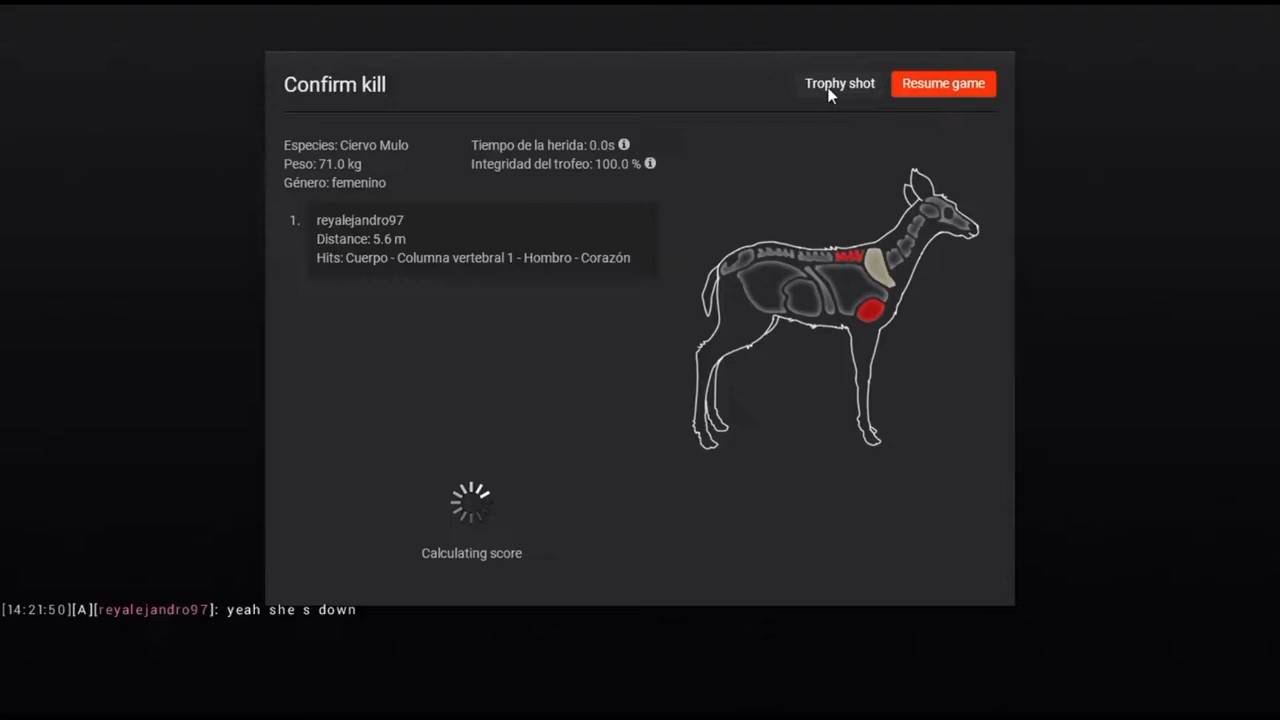 Confirm kill
Trophy shot
Resume game
Especies: Ciervo Mulo
Peso: 71.0 kg
Género: femenino
Tiempo de la herida: 0.0s
Integridad del trofeo: 100.0 %
1. reyalejandro97
Distance: 5.6 m
Hits: Cuerpo - Columna vertebral 1 - Hombro - Corazón
Calculating score
[14:21:50][A][reyalejandro97]: yeah she s down